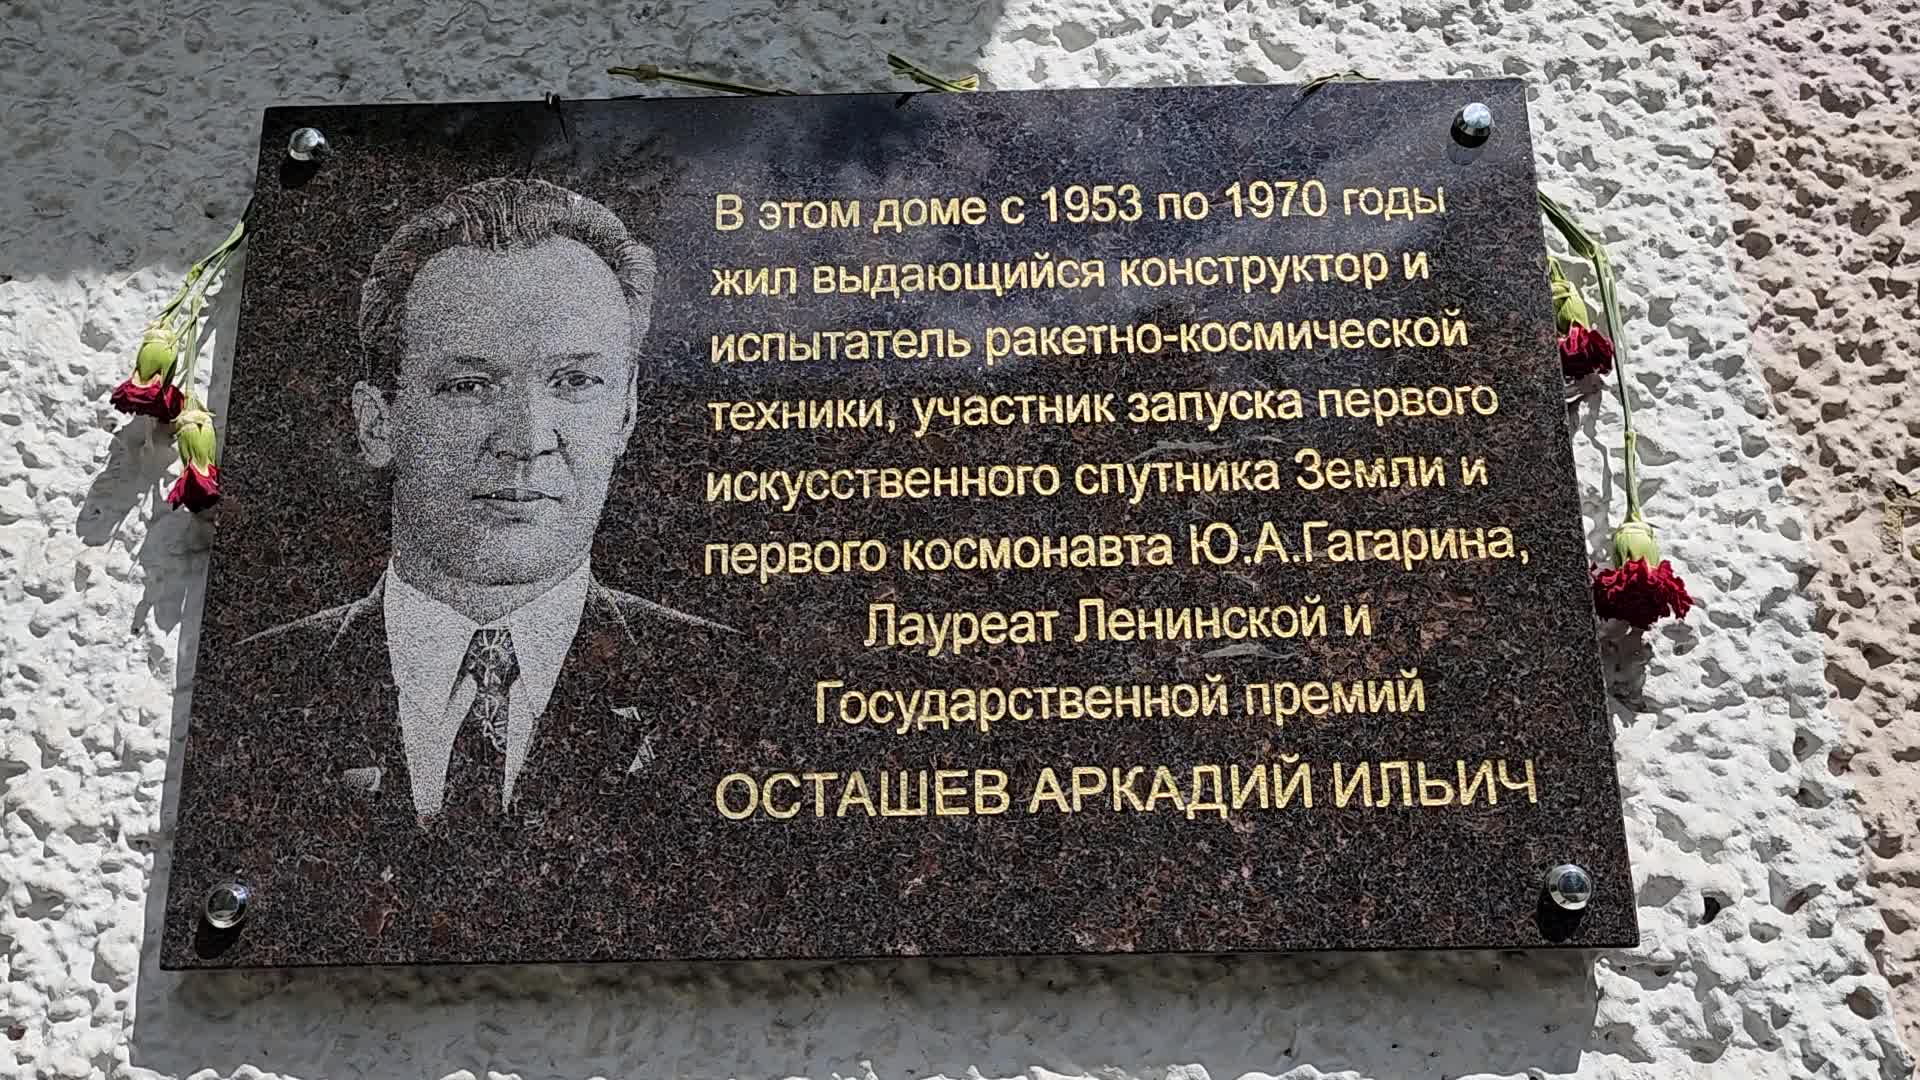 В этом доме с 1953 по 1970 годы
жил выдающийся конструктор и
испытатель ракетно-космической
техники, участник запуска первого
искусственного спутника Земли и
первого космонавта Ю.А.Гагарина,
Лауреат Ленинской и
Государственной премий
ОСТАШЕВ АРКАДИЙ ИЛЬИЧ